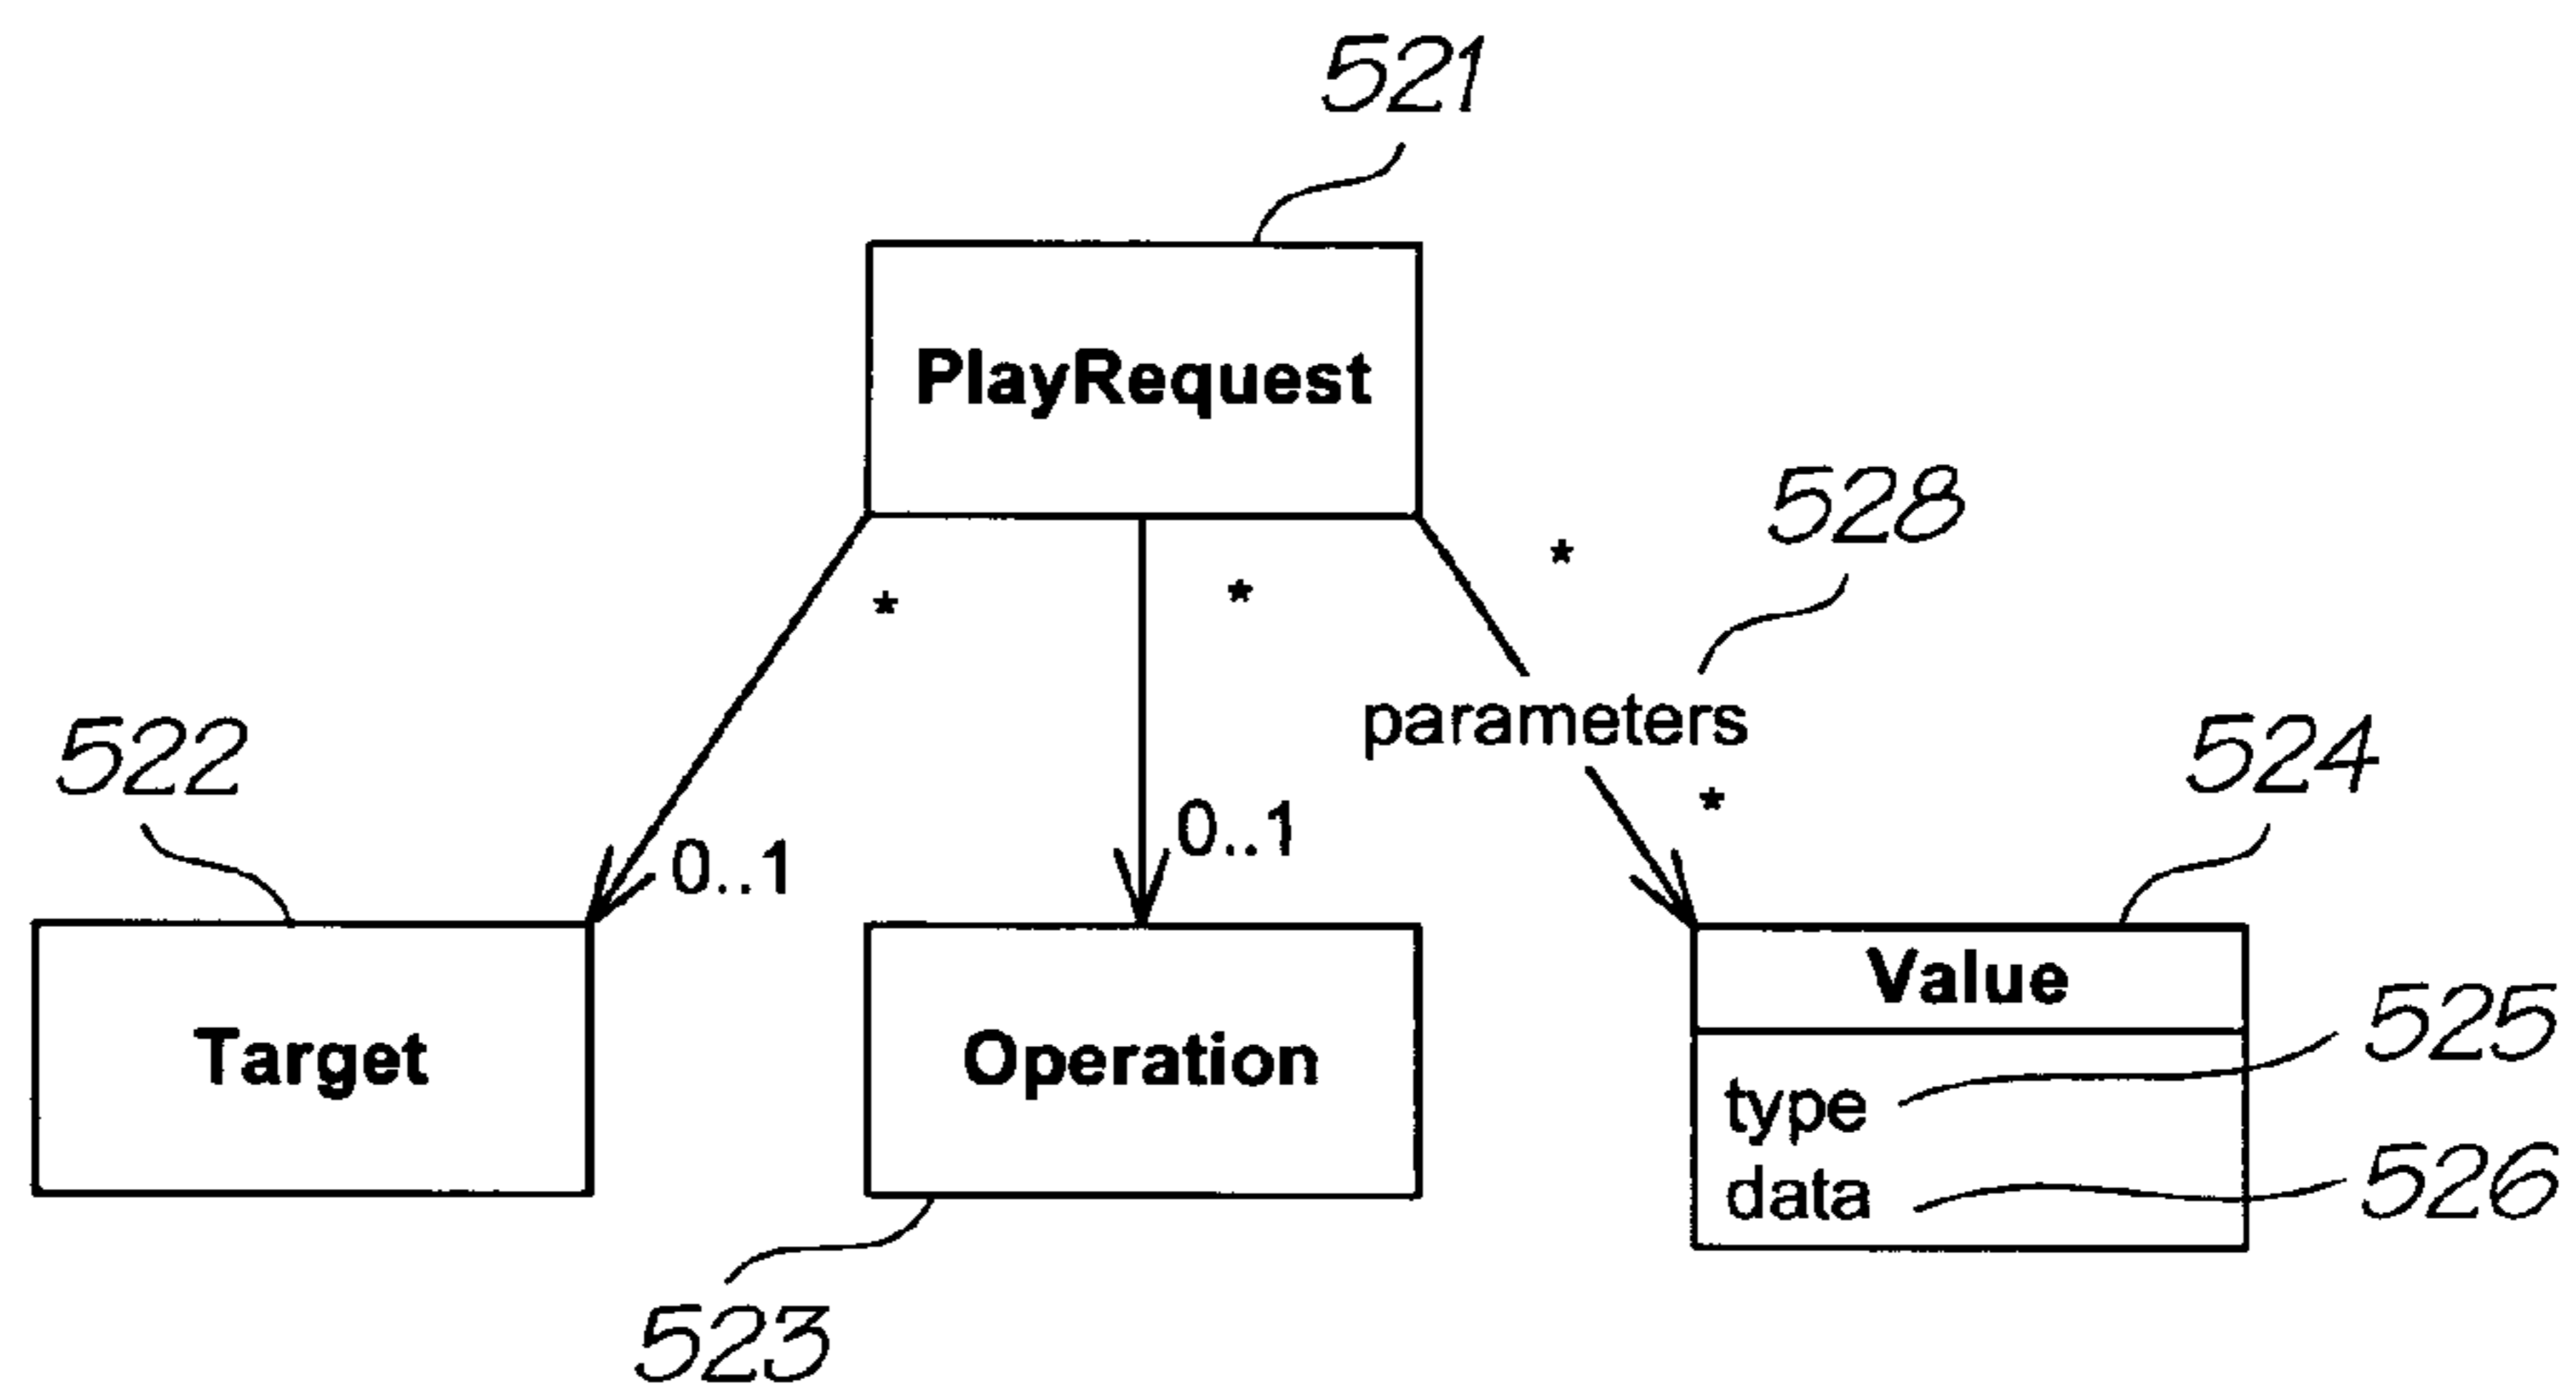 521
PlayRequest
528
*
*
*
parameters
522
524
*
0..1
0..1
Value
Target
Operation
type
525
data
526
523